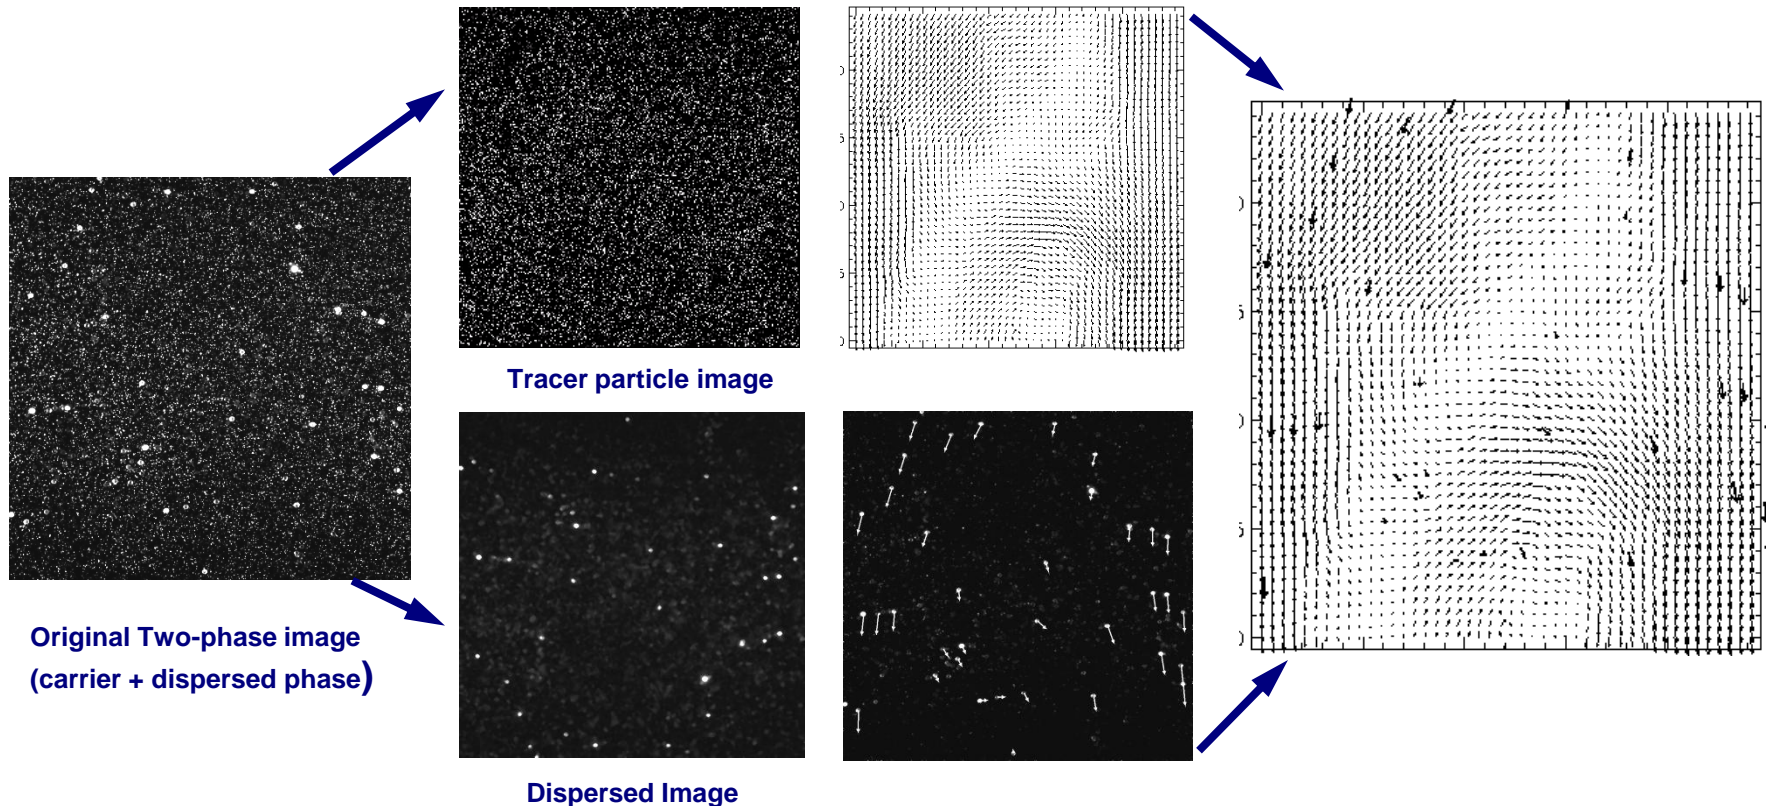 Tracer particle image
Original Two-phase image
(carrier + dispersed phase)
Dispersed Image